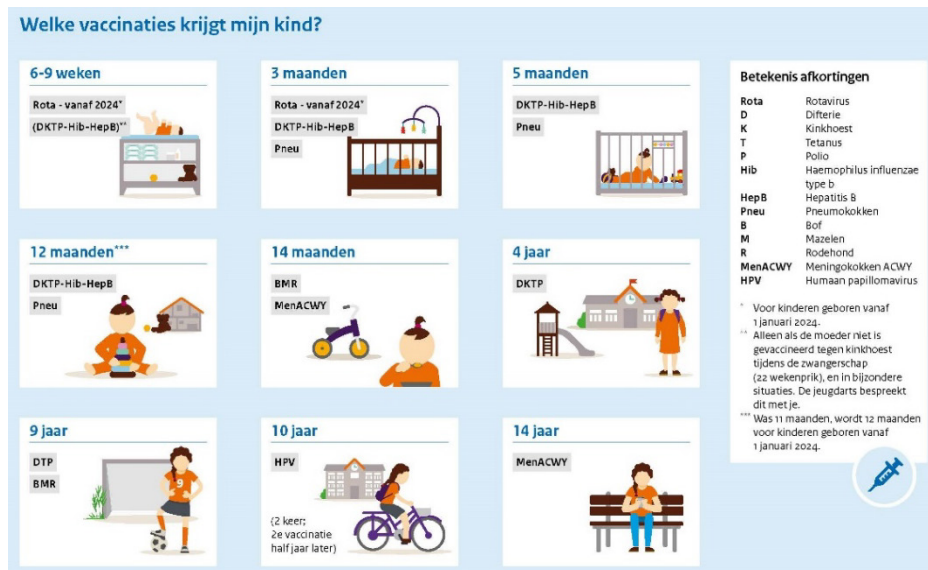 Welke vaccinaties krijgt mijn kind?
6-9 weken
Rota - vanaf 2024*
(DKTP-Hib-HepB)**
3 maanden
Rota - vanaf 2024*
DKTP-Hib-HepB
Pneu
5 maanden
DKTP-Hib-HepB
Pneu
12 maanden***
DKTP-Hib-HepB
Pneu
14 maanden
BMR
MenACWY
4 jaar
DKTP
9 jaar
DTP
BMR
9
10 jaar
HPV
(2 keer;
2e vaccinatie
half jaar later)
14 jaar
MenACWY
Betekenis afkortingen
Rota Rotavirus
D Difterie
K Kinkhoest
T Tetanus
P Polio
Hib Haemophilus influenzae
type b
HepB Hepatitis B
Pneu Pneumokokken
B Bof
M Mazelen
R Rodehond
MenACWY Meningokokken ACWY
HPV Humaan papillomavirus
* Voor kinderen geboren vanaf
1 januari 2024.
** Alleen als de moeder niet is
gevaccineerd tegen kinkhoest
tijdens de zwangerschap
(22 wekenprik), en in bijzondere
situaties. De jeugdarts bespreekt
dit met je.
*** Was 11 maanden, wordt 12 maanden
voor kinderen geboren vanaf
1 januari 2024.